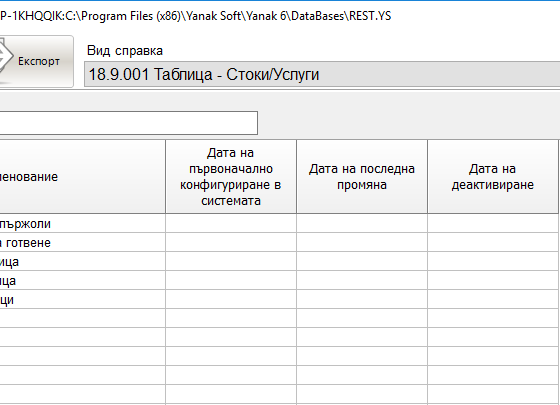 P-1KHQQIK:C:\Program Files (x86)\Yanak Soft\Yanak 6\DataBases\REST.YS
Експорт
Вид справка
18.9.001 Таблица - Стоки/Услуги
менование
Дата на
първоначално
конфигуриране в
системата
Дата на последна
промяна
Дата на
деактивиране
пържоли
готвене
ица
ца
ци